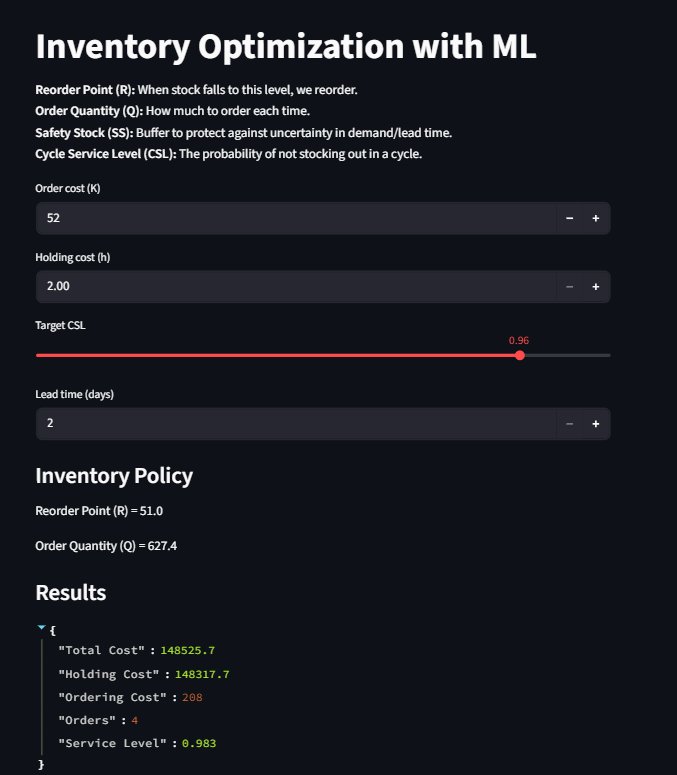 Inventory Optimization with ML
Reorder Point (R): When stock falls to this level, we reorder.
Order Quantity (Q): How much to order each time.
Safety Stock (SS): Buffer to protect against uncertainty in demand/lead time.
Cycle Service Level (CSL): The probability of not stocking out in a cycle.
Order cost (K)
52 − +
Holding cost (h)
2.00 − +
Target CSL
0.96
Lead time (days)
2 − +
Inventory Policy
Reorder Point (R) = 51.0
Order Quantity (Q) = 627.4
Results
{
"Total Cost" : 148525.7
"Holding Cost" : 148317.7
"Ordering Cost" : 208
"Orders" : 4
"Service Level" : 0.983
}